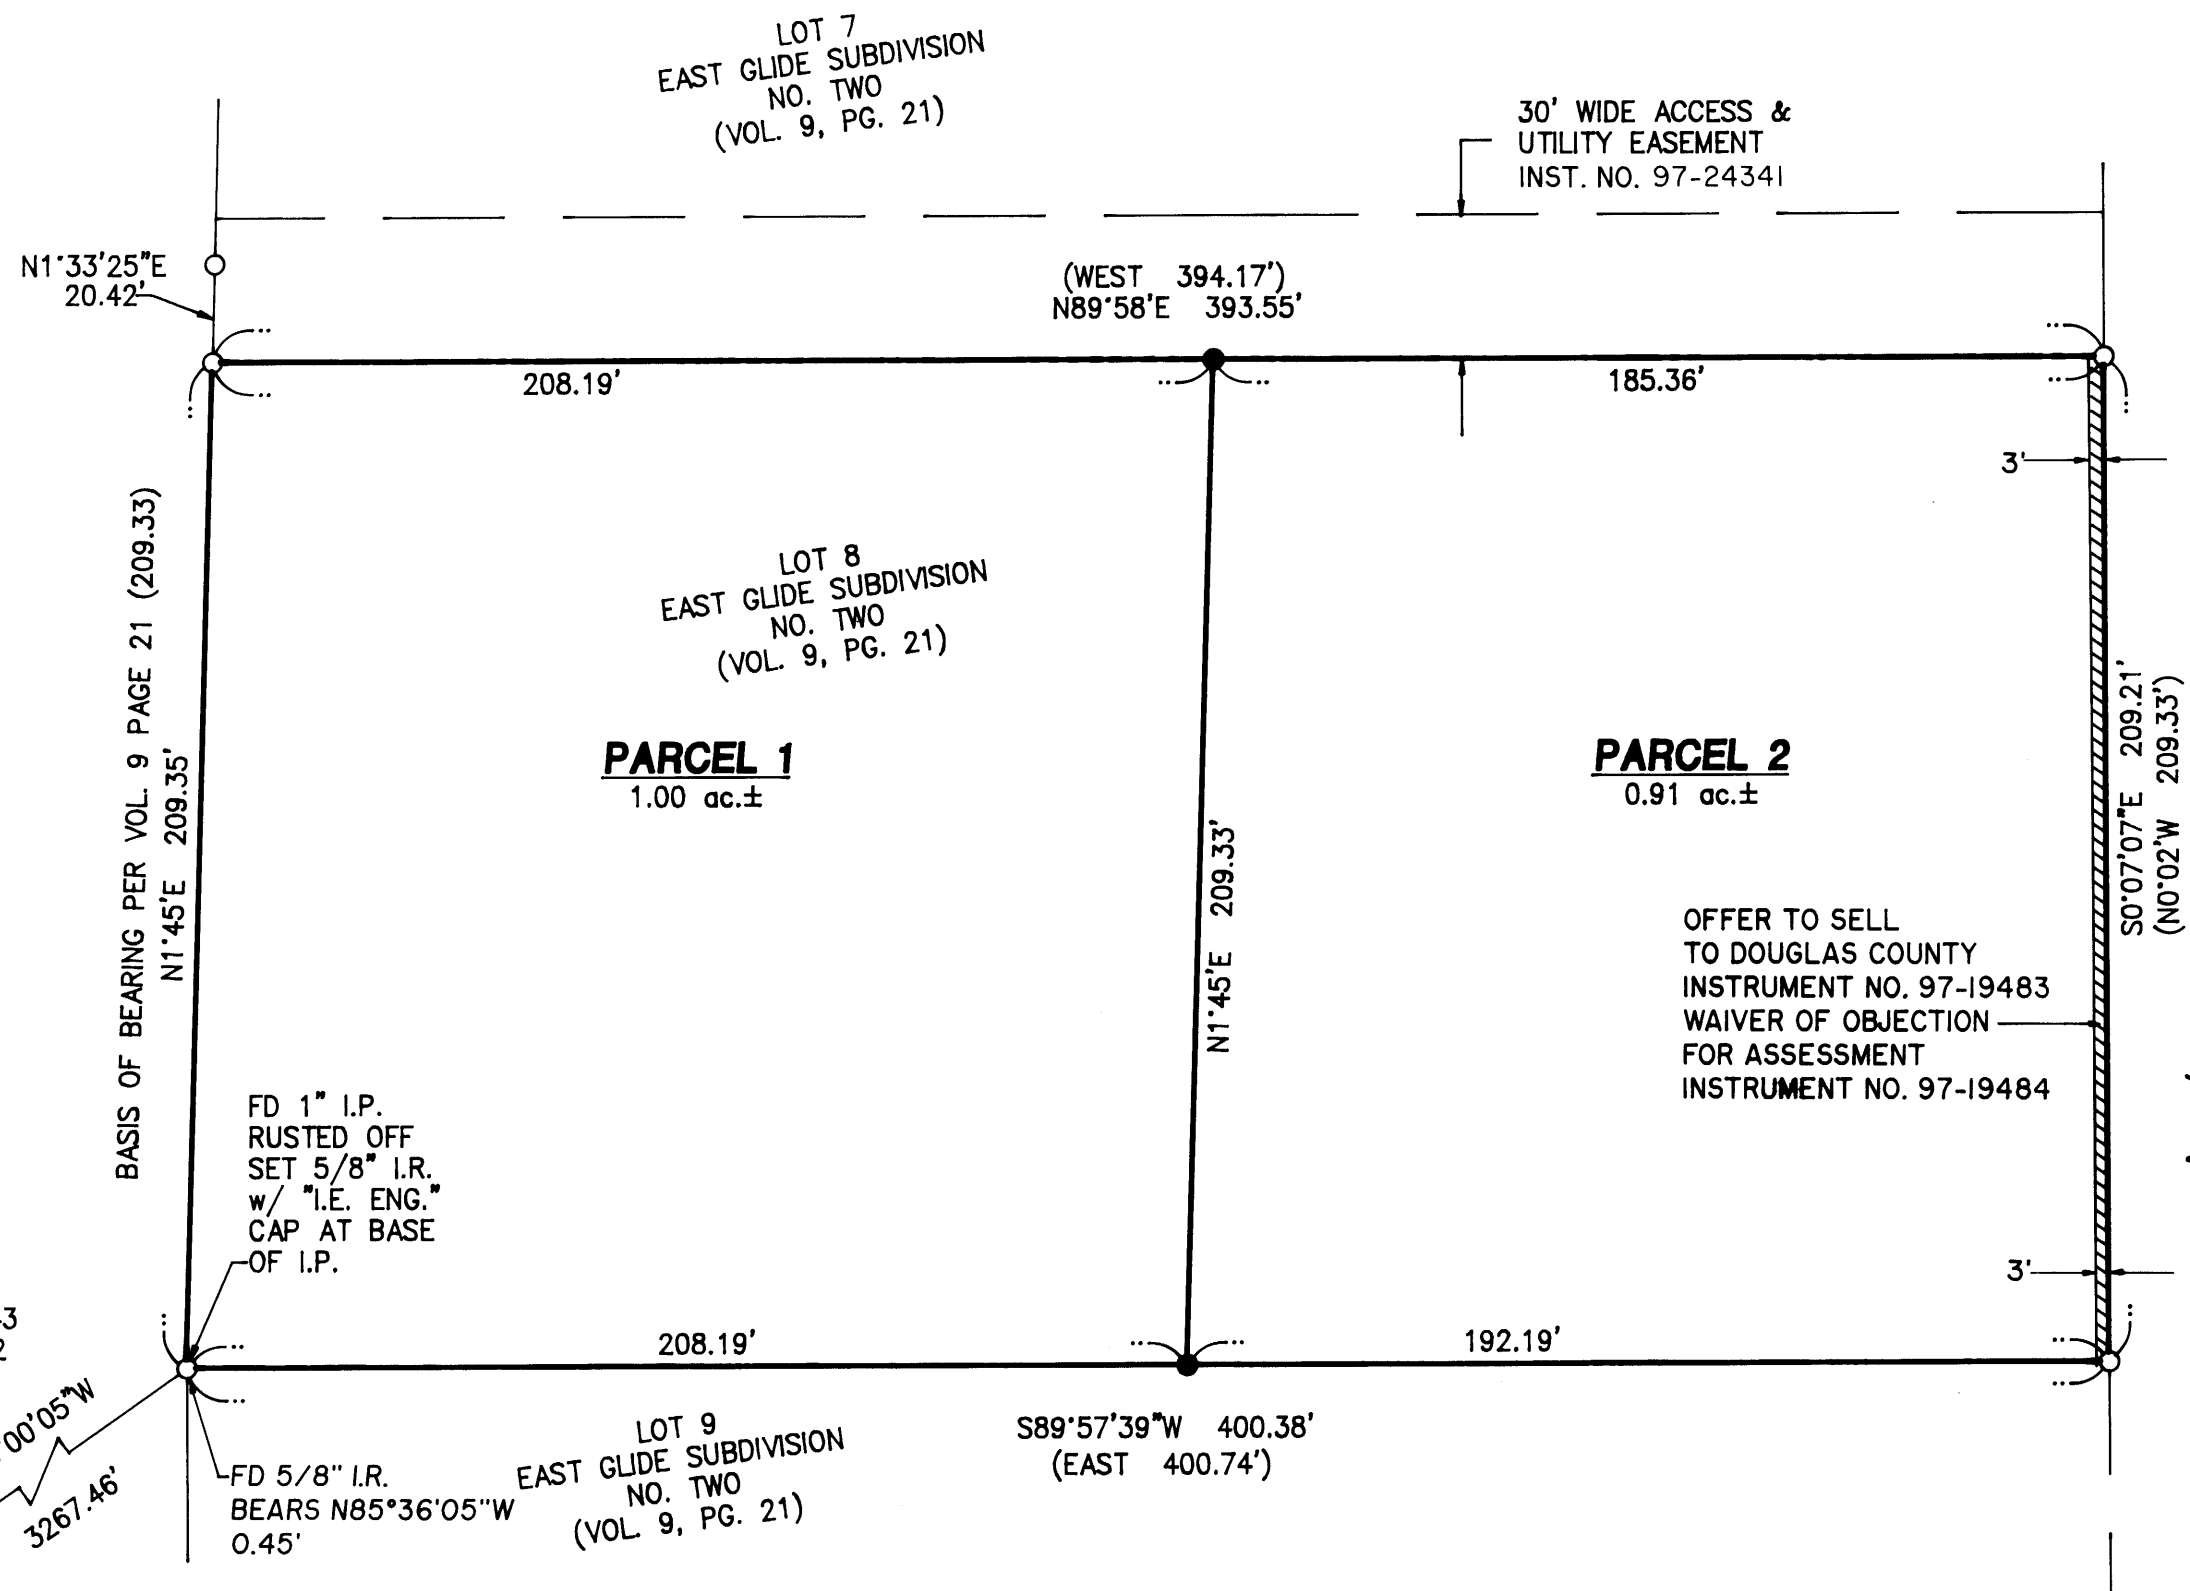 LOT 7
EAST GLIDE SUBDIVISION
NO. TWO
(VOL. 9, PG. 21)
30' WIDE ACCESS &
UTILITY EASEMENT
INST. NO. 97-24341
N1°33'25"E
20.42'
(WEST 394.17')
N89°58'E 393.55'
208.19'
185.36'
3'
BASIS OF BEARING PER VOL. 9 PAGE 21 (209.33)
N1°45'E 209.35'
LOT 8
EAST GLIDE SUBDIVISION
NO. TWO
(VOL. 9, PG. 21)
PARCEL 1
1.00 ac.±
N1°45'E 209.33'
PARCEL 2
0.91 ac.±
S0°07'07"E 209.21'
(N0°02'W 209.33')
OFFER TO SELL
TO DOUGLAS COUNTY
INSTRUMENT NO. 97-19483
WAIVER OF OBJECTION
FOR ASSESSMENT
INSTRUMENT NO. 97-19484
FD 1" I.P.
RUSTED OFF
SET 5/8" I.R.
w/ "I.E. ENG."
CAP AT BASE
OF I.P.
3'
208.19'
192.19'
00'05"W
3267.46'
FD 5/8" I.R.
BEARS N85°36'05"W
0.45'
LOT 9
EAST GLIDE SUBDIVISION
NO. TWO
(VOL. 9, PG. 21)
S89°57'39"W 400.38'
(EAST 400.74')